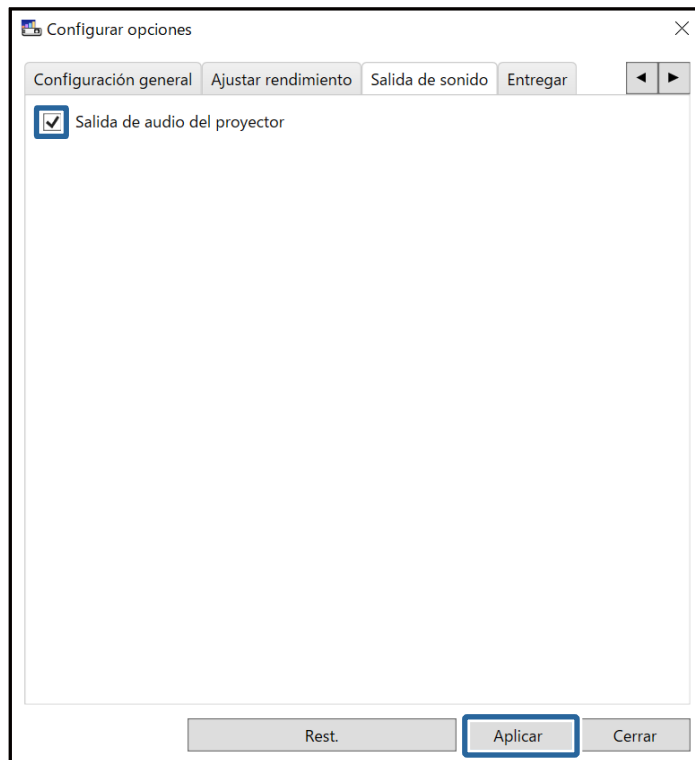 Configurar opciones
Configuración general Ajustar rendimiento Salida de sonido Entregar
Salida de audio del proyector
Rest. Aplicar Cerrar